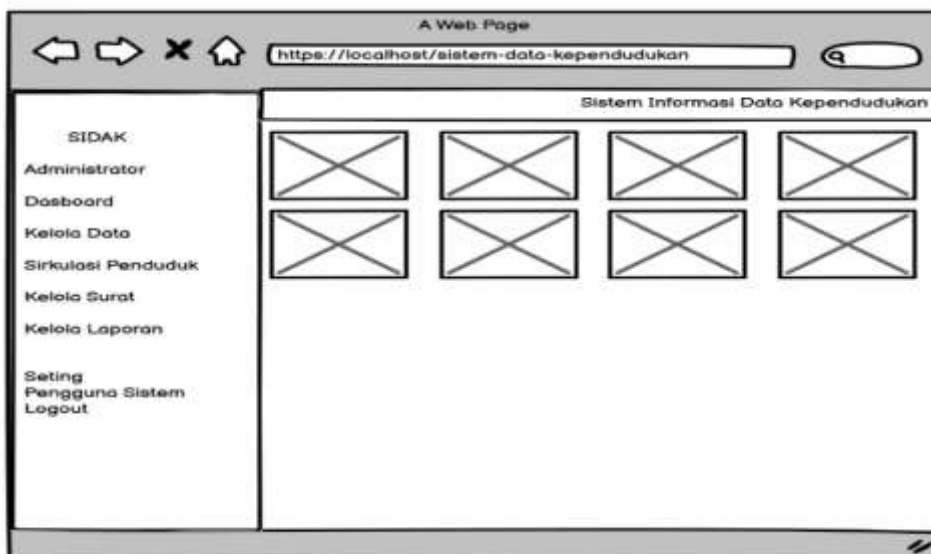 A Web Page
https://localhost/sistem-data-kependudukan
Sistem Informasi Data Kependudukan
SIDAK
Administrator
Dasboard
Kelola Data
Sirkulasi Penduduk
Kelola Surat
Kelola Laporan
Seting
Pengguna Sistem
Logout